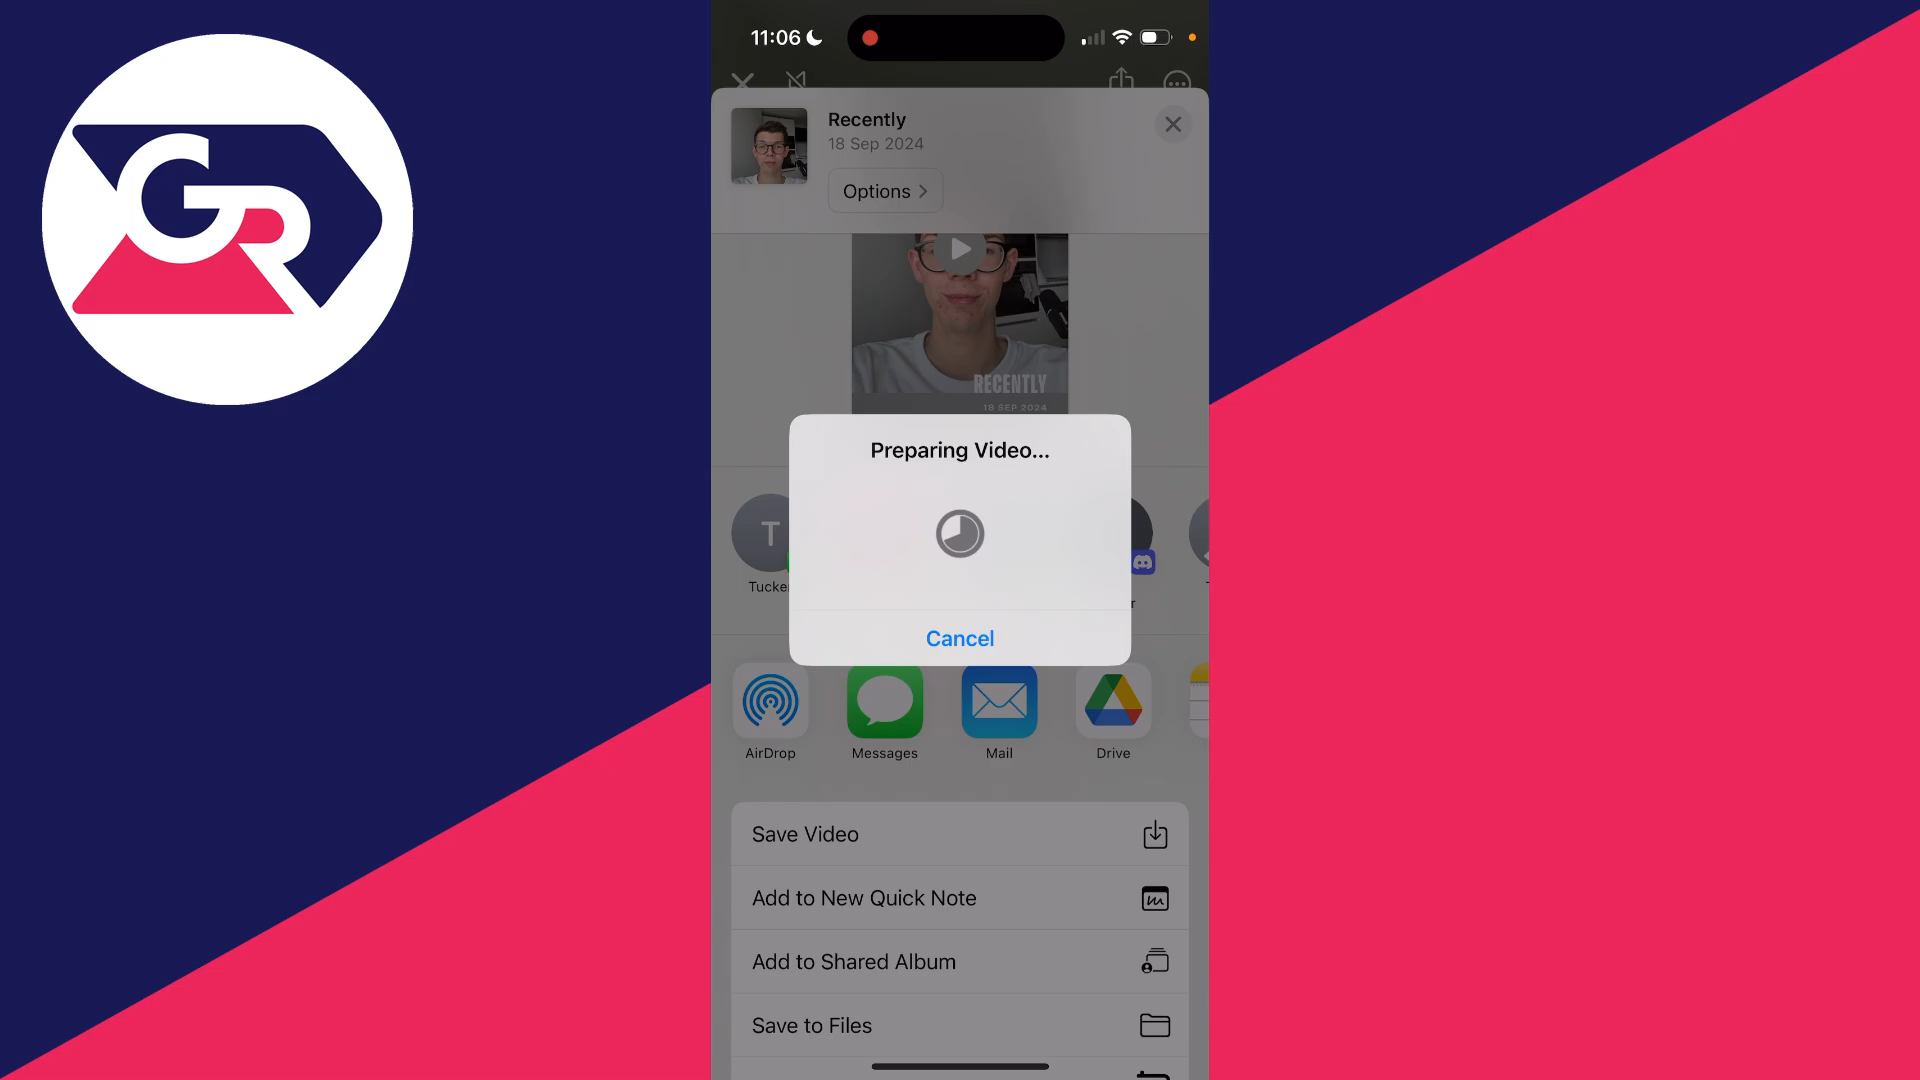 GR
11:06
Recently
18 Sep 2024
Options
RECENTLY
18 SEP 2024
Preparing Video...
T
Cancel
AirDrop
Messages
Mail
Drive
Save Video
Add to New Quick Note
Add to Shared Album
Save to Files